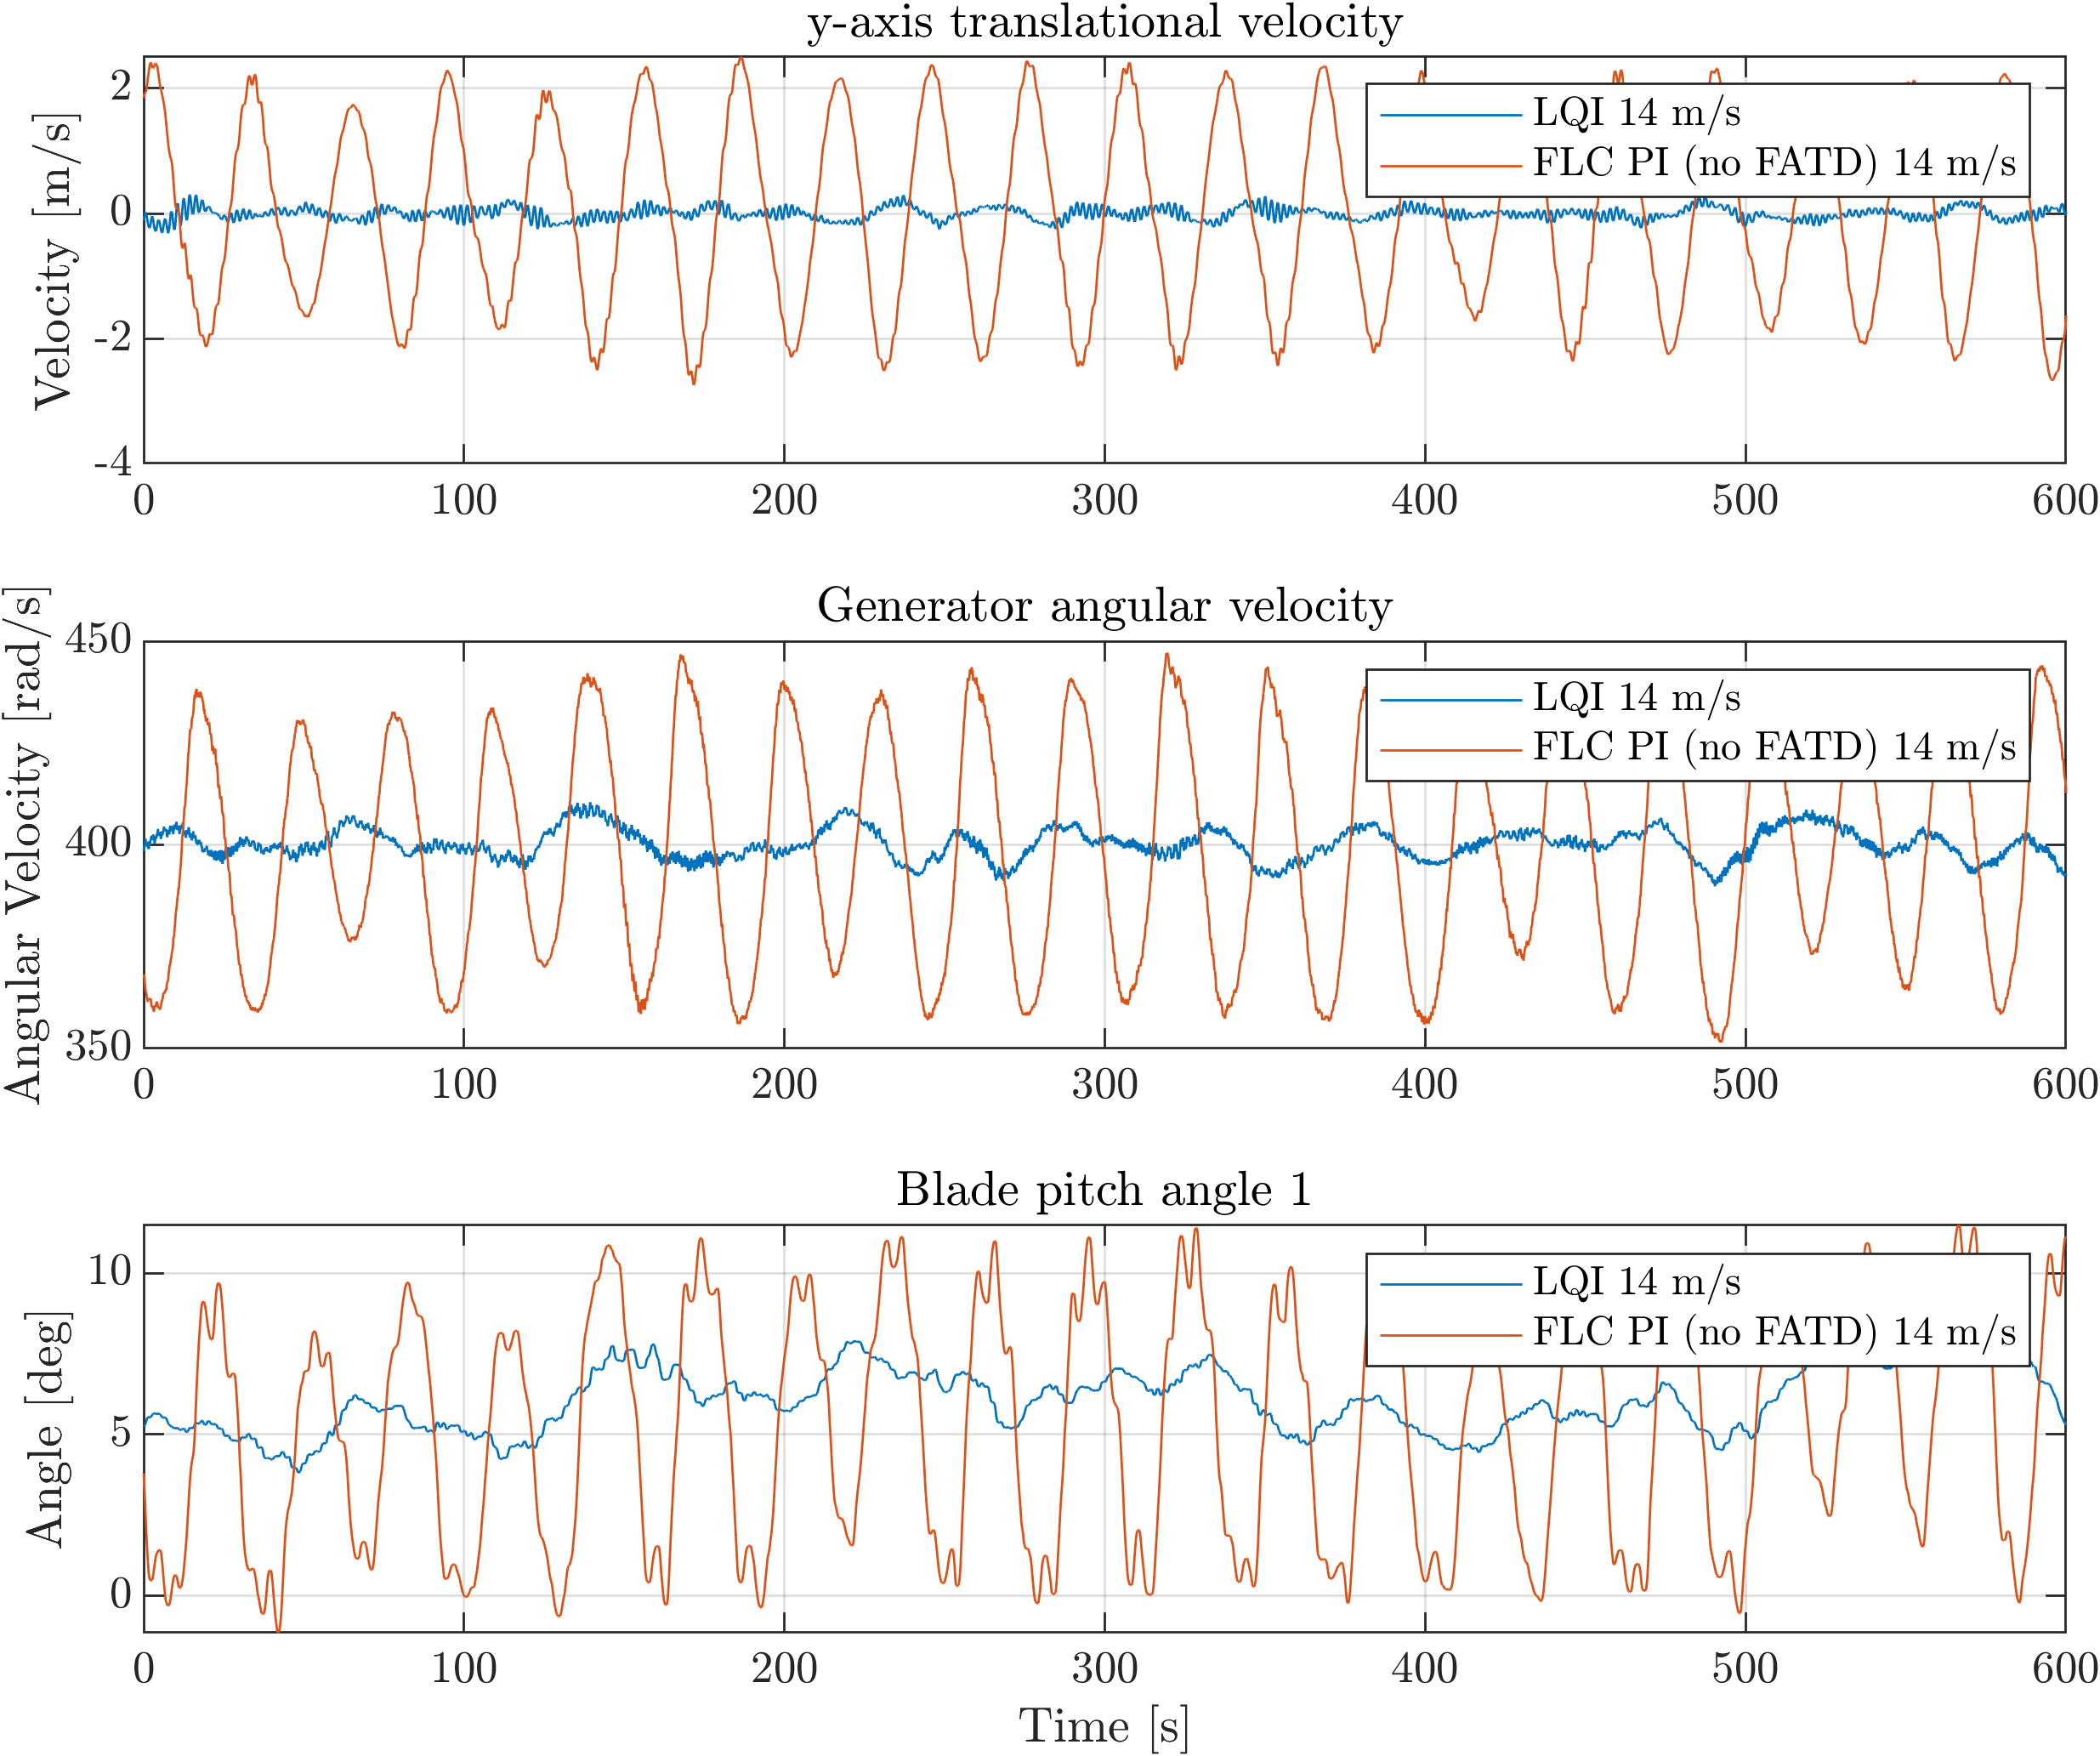 y-axis translational velocity
Velocity [m/s]
2
0
-2
-4
LQI 14 m/s
FLC PI (no FATD) 14 m/s
0 100 200 300 400 500 600
Generator angular velocity
Angular Velocity [rad/s]
450
400
350
LQI 14 m/s
FLC PI (no FATD) 14 m/s
0 100 200 300 400 500 600
Blade pitch angle 1
Angle [deg]
10
5
0
LQI 14 m/s
FLC PI (no FATD) 14 m/s
0 100 200 300 400 500 600
Time [s]